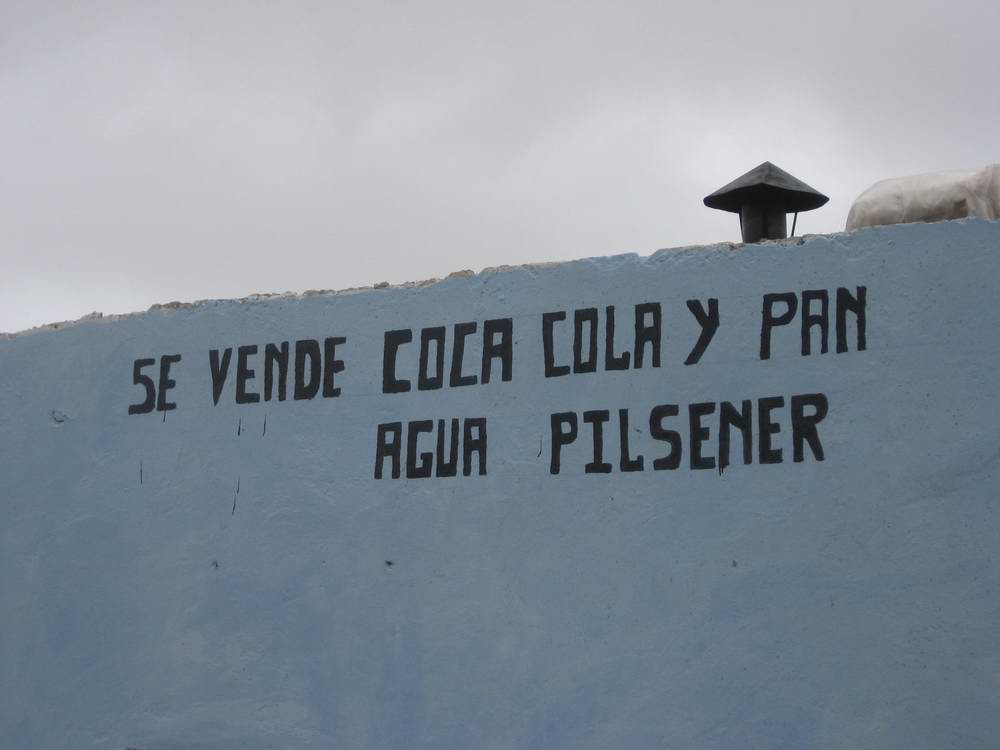 SE VENDE COCA COLA Y PAN
AGUA PILSENER